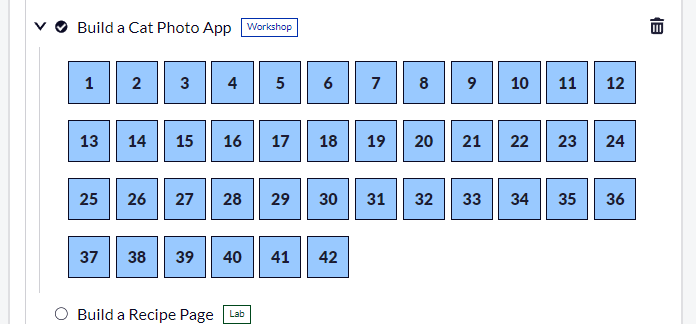 Build a Cat Photo App Workshop
1 2 3 4 5 6 7 8 9 10 11 12
13 14 15 16 17 18 19 20 21 22 23 24
25 26 27 28 29 30 31 32 33 34 35 36
37 38 39 40 41 42
Build a Recipe Page Lab